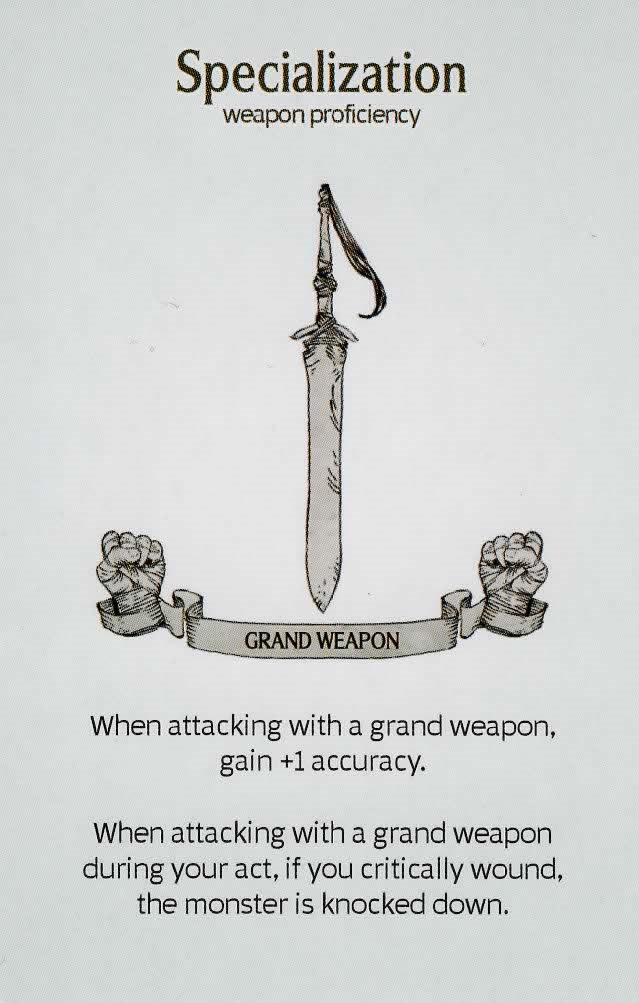 Specialization
weapon proficiency
GRAND WEAPON
When attacking with a grand weapon,
gain +1 accuracy.
When attacking with a grand weapon
during your act, if you critically wound,
the monster is knocked down.